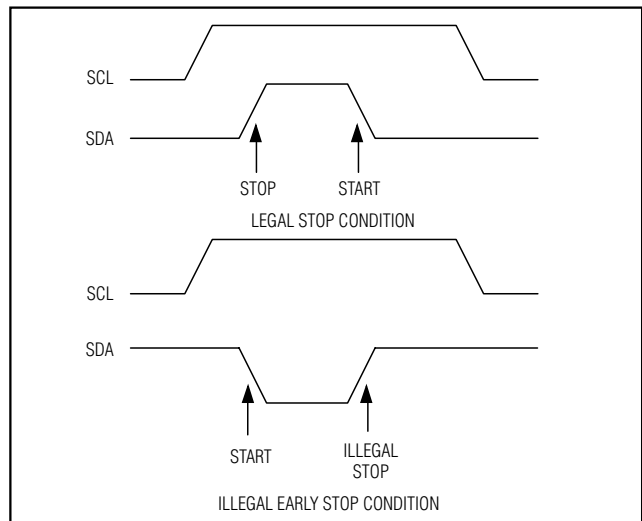 SCL
SDA
STOP START
LEGAL STOP CONDITION
SCL
SDA
START ILLEGAL
STOP
ILLEGAL EARLY STOP CONDITION